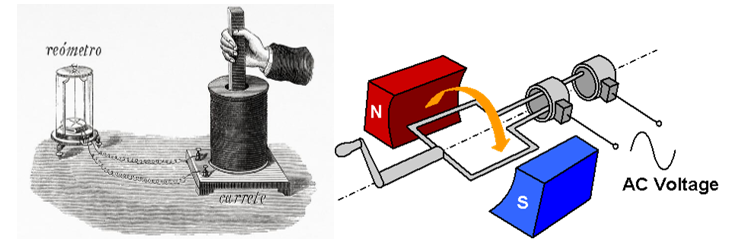 reómetro
carrete
N
S
AC Voltage